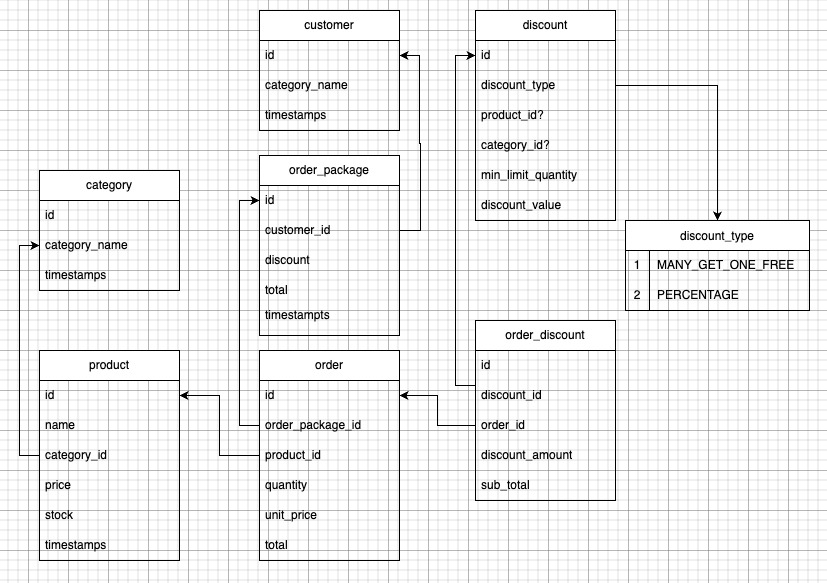 customer
id
category_name
timestamps
discount
id
discount_type
product_id?
category_id?
min_limit_quantity
discount_value
category
id
category_name
timestamps
order_package
id
customer_id
discount
total
timestampts
discount_type
1 MANY_GET_ONE_FREE
2 PERCENTAGE
product
id
name
category_id
price
stock
timestamps
order
id
order_package_id
product_id
quantity
unit_price
total
order_discount
id
discount_id
order_id
discount_amount
sub_total